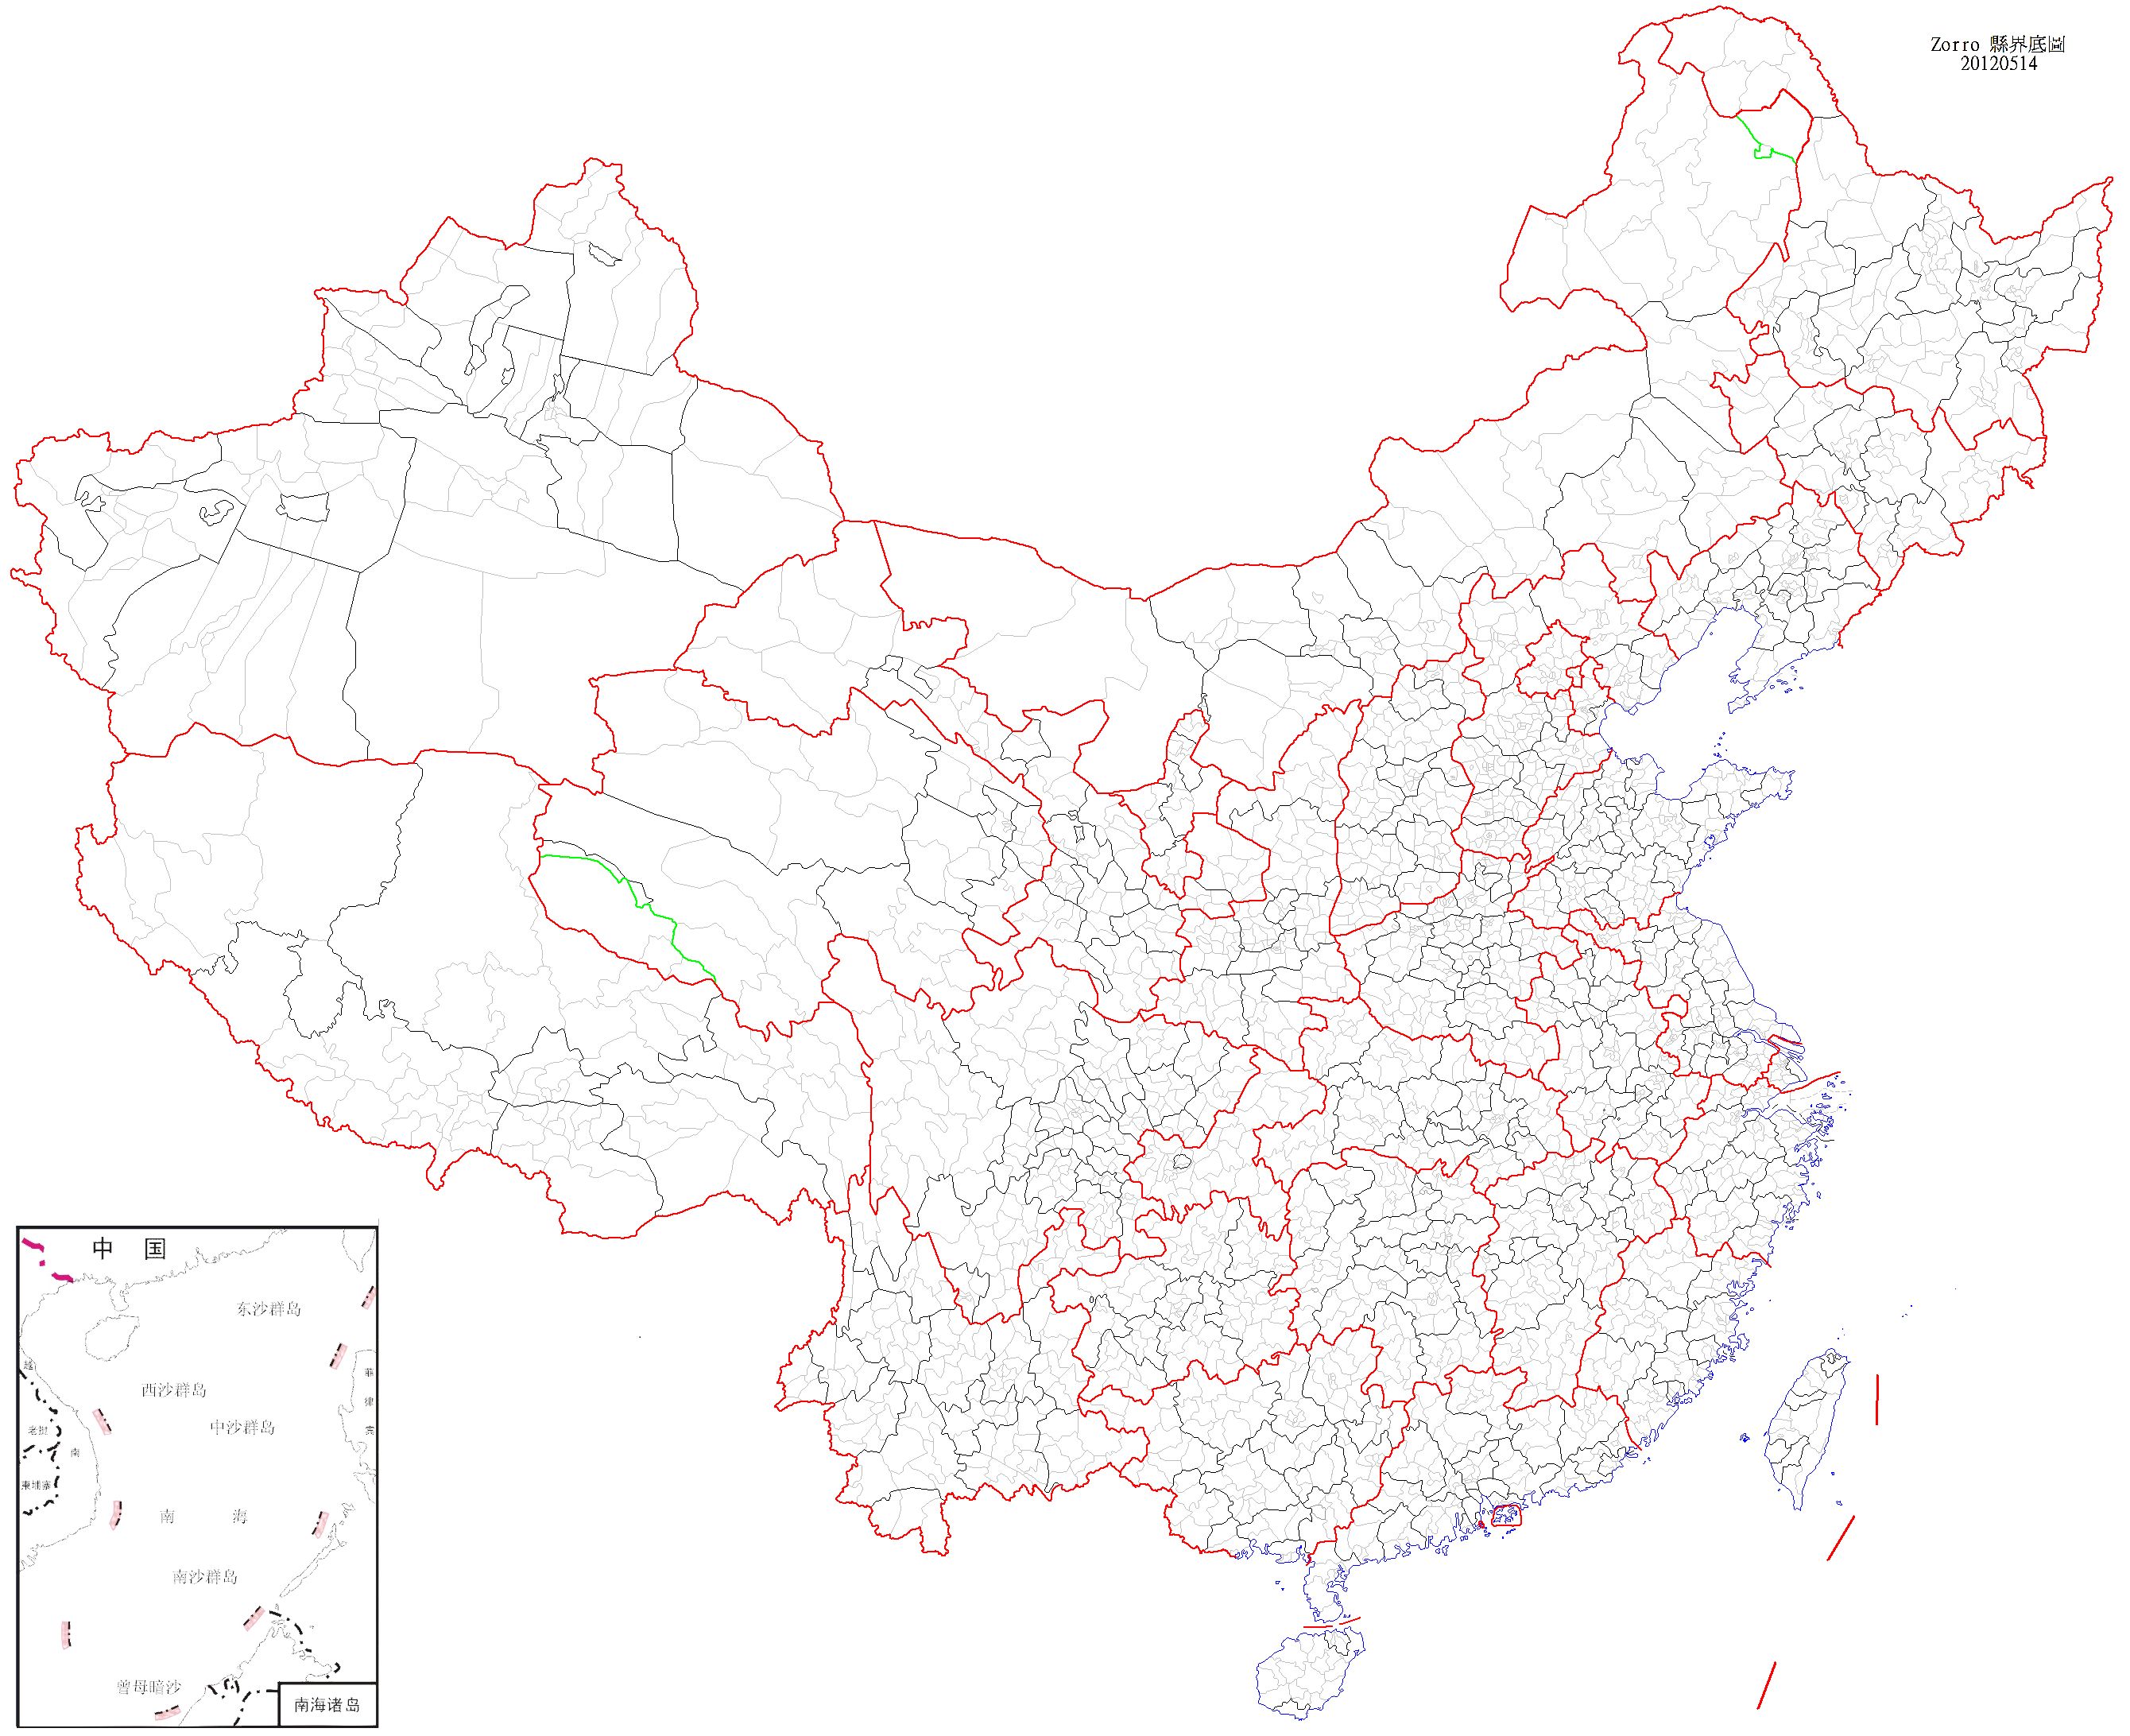 Zorro 縣界底圖
20120514
中 国
东沙群岛
西沙群岛
中沙群岛
越
南
老挝
柬埔寨
菲
律
宾
南 海
南沙群岛
曾母暗沙
南海诸岛